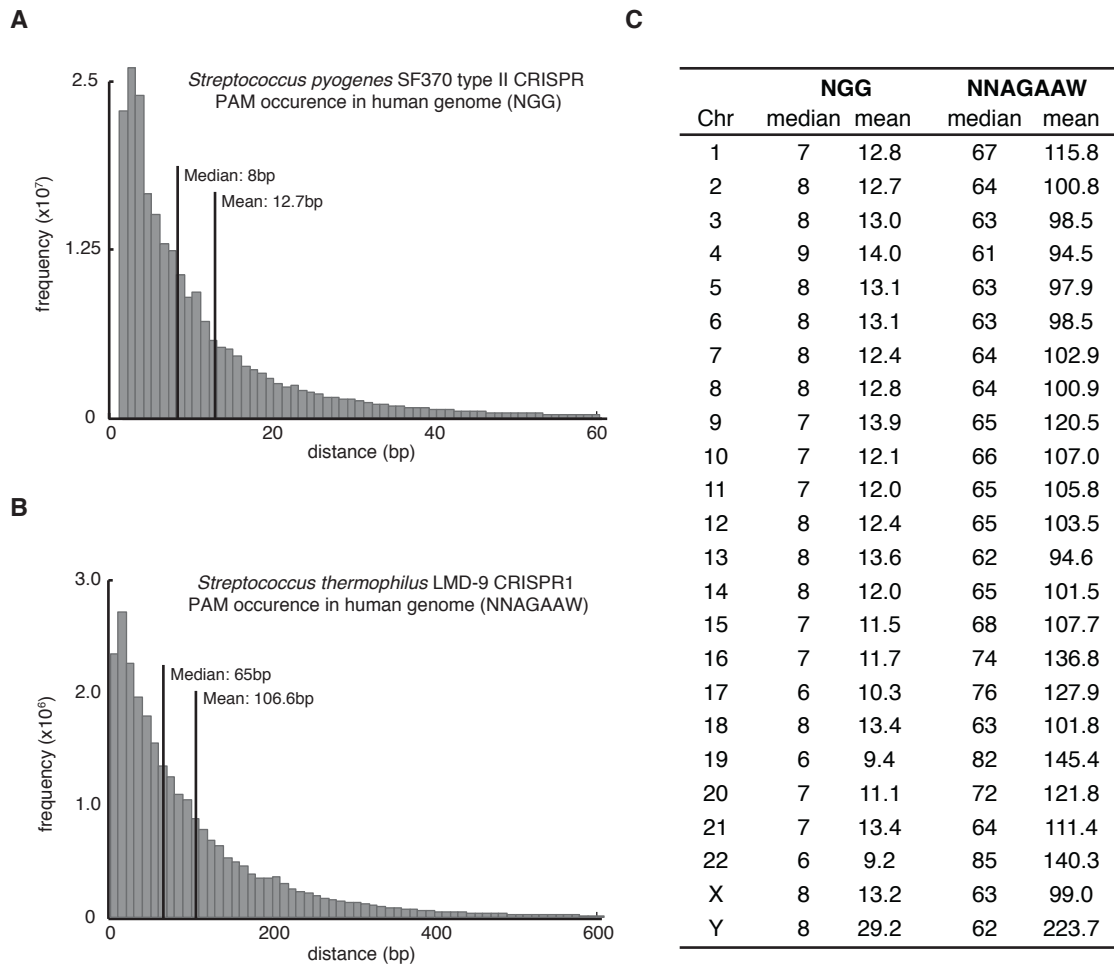 A
Streptococcus pyogenes SF370 type II CRISPR
PAM occurence in human genome (NGG)
2.5
1.25
0
frequency (x10⁷)
Median: 8bp
Mean: 12.7bp
0 20 40 60
distance (bp)
B
Streptococcus thermophilus LMD-9 CRISPR1
PAM occurence in human genome (NNAGAAW)
3.0
2.0
1.0
0
frequency (x10⁶)
Median: 65bp
Mean: 106.6bp
0 200 400 600
distance (bp)
C
NGG NNAGAAW
Chr median mean median mean
1 7 12.8 67 115.8
2 8 12.7 64 100.8
3 8 13.0 63 98.5
4 9 14.0 61 94.5
5 8 13.1 63 97.9
6 8 13.1 63 98.5
7 8 12.4 64 102.9
8 8 12.8 64 100.9
9 7 13.9 65 120.5
10 7 12.1 66 107.0
11 7 12.0 65 105.8
12 8 12.4 65 103.5
13 8 13.6 62 94.6
14 8 12.0 65 101.5
15 7 11.5 68 107.7
16 7 11.7 74 136.8
17 6 10.3 76 127.9
18 8 13.4 63 101.8
19 6 9.4 82 145.4
20 7 11.1 72 121.8
21 7 13.4 64 111.4
22 6 9.2 85 140.3
X 8 13.2 63 99.0
Y 8 29.2 62 223.7